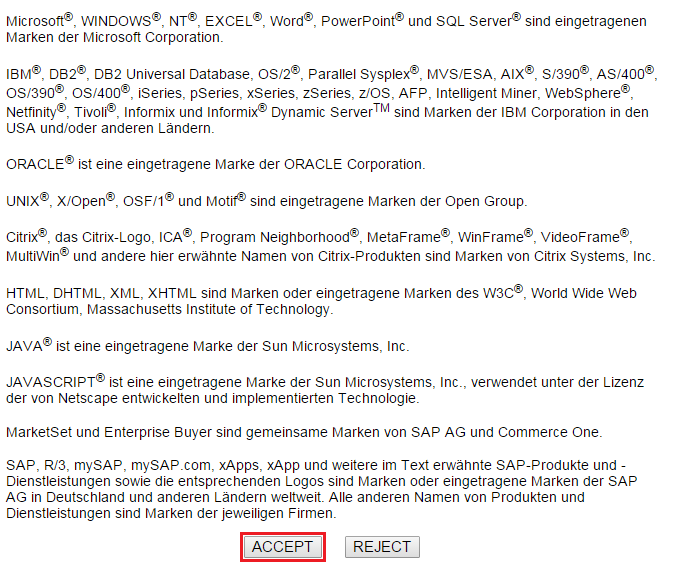 Microsoft®, WINDOWS®, NT®, EXCEL®, Word®, PowerPoint® und SQL Server® sind eingetragenen
Marken der Microsoft Corporation.
IBM®, DB2®, DB2 Universal Database, OS/2®, Parallel Sysplex®, MVS/ESA, AIX®, S/390®, AS/400®,
OS/390®, OS/400®, iSeries, pSeries, xSeries, zSeries, z/OS, AFP, Intelligent Miner, WebSphere®,
Netfinity®, Tivoli®, Informix und Informix® Dynamic Server™ sind Marken der IBM Corporation in den
USA und/oder anderen Ländern.
ORACLE® ist eine eingetragene Marke der ORACLE Corporation.
UNIX®, X/Open®, OSF/1® und Motif® sind eingetragene Marken der Open Group.
Citrix®, das Citrix-Logo, ICA®, Program Neighborhood®, MetaFrame®, WinFrame®, VideoFrame®,
MultiWin® und andere hier erwähnte Namen von Citrix-Produkten sind Marken von Citrix Systems, Inc.
HTML, DHTML, XML, XHTML sind Marken oder eingetragene Marken des W3C®, World Wide Web
Consortium, Massachusetts Institute of Technology.
JAVA® ist eine eingetragene Marke der Sun Microsystems, Inc.
JAVASCRIPT® ist eine eingetragene Marke der Sun Microsystems, Inc., verwendet unter der Lizenz
der von Netscape entwickelten und implementierten Technologie.
MarketSet und Enterprise Buyer sind gemeinsame Marken von SAP AG und Commerce One.
SAP, R/3, mySAP, mySAP.com, xApps, xApp und weitere im Text erwähnte SAP-Produkte und -
Dienstleistungen sowie die entsprechenden Logos sind Marken oder eingetragene Marken der SAP
AG in Deutschland und anderen Ländern weltweit. Alle anderen Namen von Produkten und
Dienstleistungen sind Marken der jeweiligen Firmen.
ACCEPT REJECT